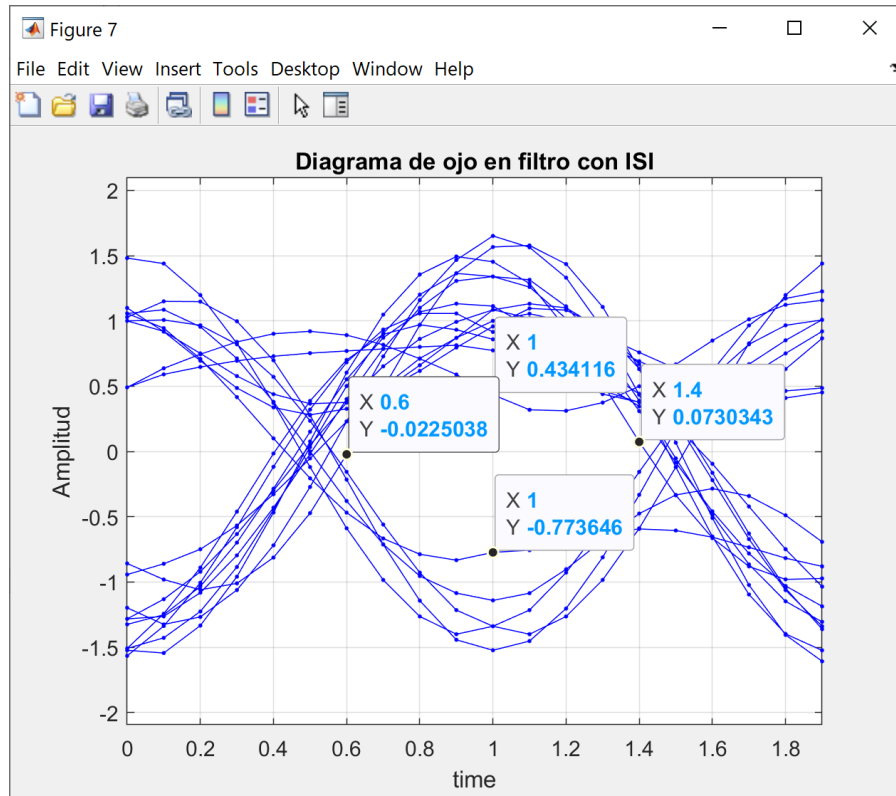 Figure 7
File Edit View Insert Tools Desktop Window Help
Diagrama de ojo en filtro con ISI
2
1.5
1
0.5
0
-0.5
-1
-1.5
-2
Amplitud
X 1
Y 0.434116
X 0.6
Y -0.0225038
X 1.4
Y 0.0730343
X 1
Y -0.773646
0 0.2 0.4 0.6 0.8 1 1.2 1.4 1.6 1.8
time